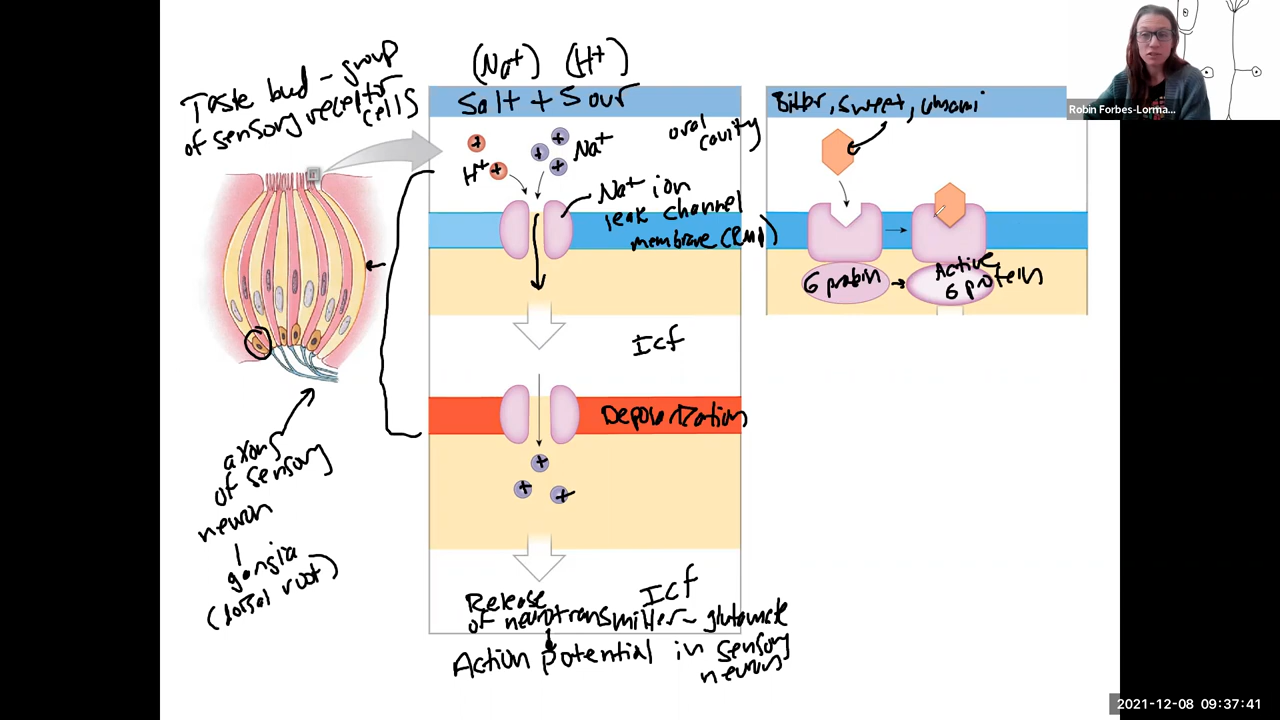 Taste bud - group
of sensory receptor
cells
(Na+) (H+)
Salt + Sour
H+
Na+
oral
cavity
Na+ ion
leak channel
membrane
Icf
Depolarization
Icf
Release
of neurotransmitter - glutamate
Action potential in sensory
neuron
axons
of sensory
neuron
ganglia
(dorsal root)
Bitter, sweet, umami
G protein
Active
G protein
Robin Forbes-Lorma...
2021-12-08 09:37:41